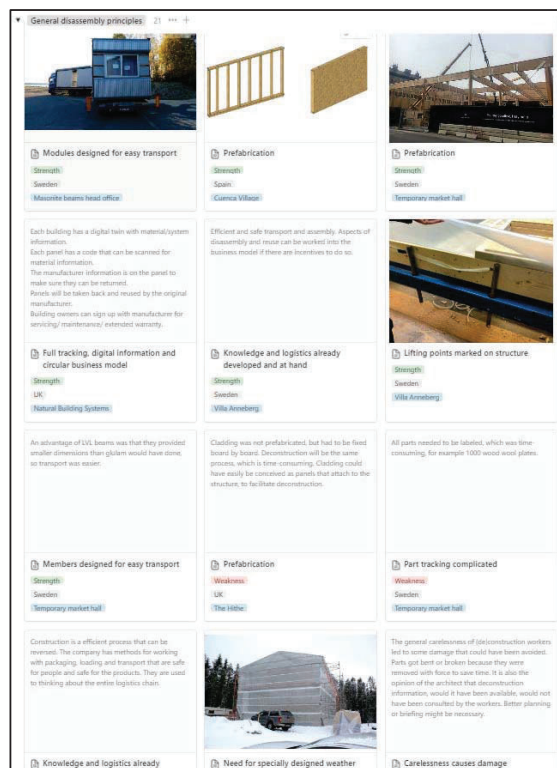 General disassembly principles 21 ··· +
Modules designed for easy transport
Strength
Sweden
Masonite beams head office
Prefabrication
Strength
Spain
Cuenca Village
Prefabrication
Strength
Sweden
Temporary market hall
Each building has a digital twin with material/system
information.
Each panel has a code that can be scanned for
material information.
The manufacturer information is on the panel to
make sure they can be returned.
Panels will be taken back and reused by the original
manufacturer.
Building owners can sign up with manufacturer for
servicing/ maintenance/ extended warranty.
Full tracking, digital information and
circular business model
Strength
UK
Natural Building Systems
Efficient and safe transport and assembly. Aspects of
disassembly and reuse can be worked into the
business model if there are incentives to do so.
Knowledge and logistics already
developed and at hand
Strength
Sweden
Villa Anneberg
Lifting points marked on structure
Strength
Sweden
Villa Anneberg
An advantage of LVL beams was that they provided
smaller dimensions than glulam would have done,
so transport was easier.
Members designed for easy transport
Strength
Sweden
Temporary market hall
Cladding was not prefabricated, but had to be fixed
board by board. Deconstruction will be the same
process, which is time-consuming. Cladding could
have easily be conceived as panels that attach to the
structure, to facilitate deconstruction.
Prefabrication
Weakness
UK
The Hithe
All parts needed to be labeled, which was time
consuming, for example 1000 wood wool plates.
Part tracking complicated
Weakness
Sweden
Temporary market hall
Construction is a efficient process that can be
reversed. The company has methods for working
with packaging, loading and transport that are safe
for people and safe for the products. They are used
to thinking about the entire logistics chain.
Knowledge and logistics already
Need for specially designed weather
The general carelessness of (de)construction workers
led to some damage that could have been avoided.
Parts got bent or broken because they were
removed with force to save time. It is also the
opinion of the architect that deconstruction
information, would it have been available, would not
have been consulted by the workers. Better planning
or briefing might be necessary.
Carelessness causes damage